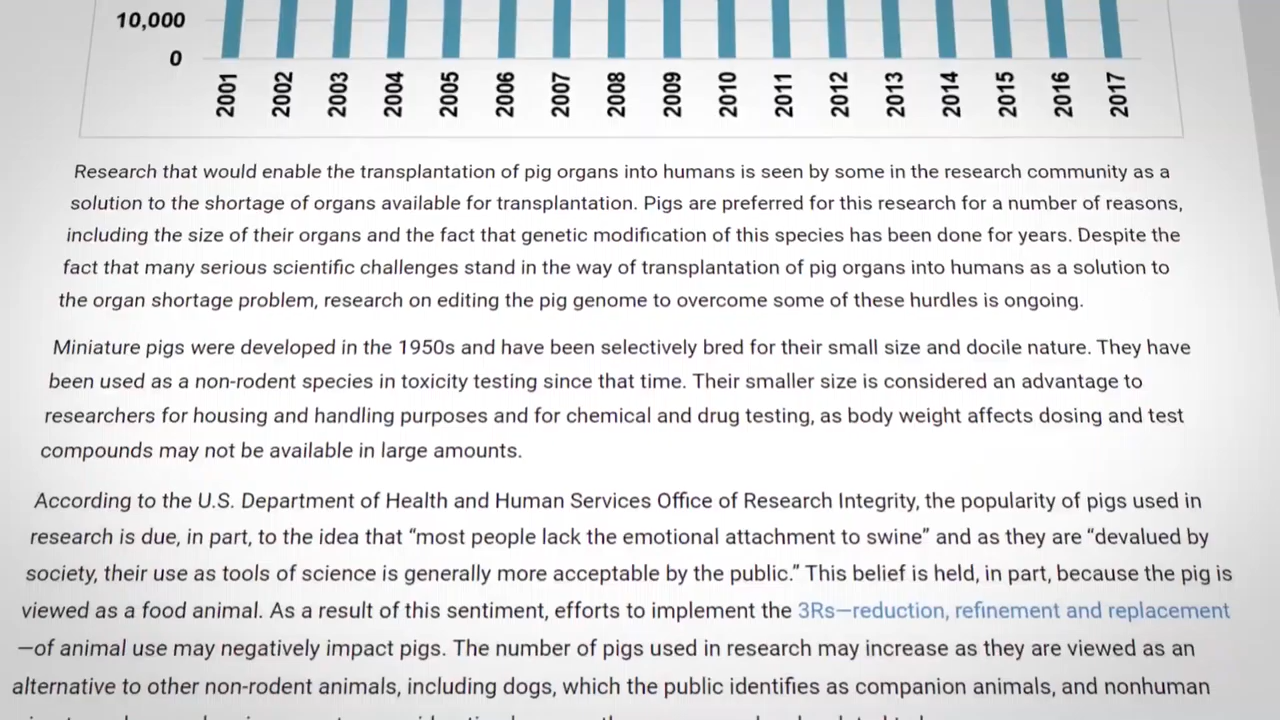 10,000
0
2001 2002 2003 2004 2005 2006 2007 2008 2009 2010 2011 2012 2013 2014 2015 2016 2017
Research that would enable the transplantation of pig organs into humans is seen by some in the research community as a
solution to the shortage of organs available for transplantation. Pigs are preferred for this research for a number of reasons,
including the size of their organs and the fact that genetic modification of this species has been done for years. Despite the
fact that many serious scientific challenges stand in the way of transplantation of pig organs into humans as a solution to
the organ shortage problem, research on editing the pig genome to overcome some of these hurdles is ongoing.
Miniature pigs were developed in the 1950s and have been selectively bred for their small size and docile nature. They have
been used as a non-rodent species in toxicity testing since that time. Their smaller size is considered an advantage to
researchers for housing and handling purposes and for chemical and drug testing, as body weight affects dosing and test
compounds may not be available in large amounts.
According to the U.S. Department of Health and Human Services Office of Research Integrity, the popularity of pigs used in
research is due, in part, to the idea that “most people lack the emotional attachment to swine” and as they are “devalued by
society, their use as tools of science is generally more acceptable by the public.” This belief is held, in part, because the pig is
viewed as a food animal. As a result of this sentiment, efforts to implement the 3Rs—reduction, refinement and replacement
—of animal use may negatively impact pigs. The number of pigs used in research may increase as they are viewed as an
alternative to other non-rodent animals, including dogs, which the public identifies as companion animals, and nonhuman